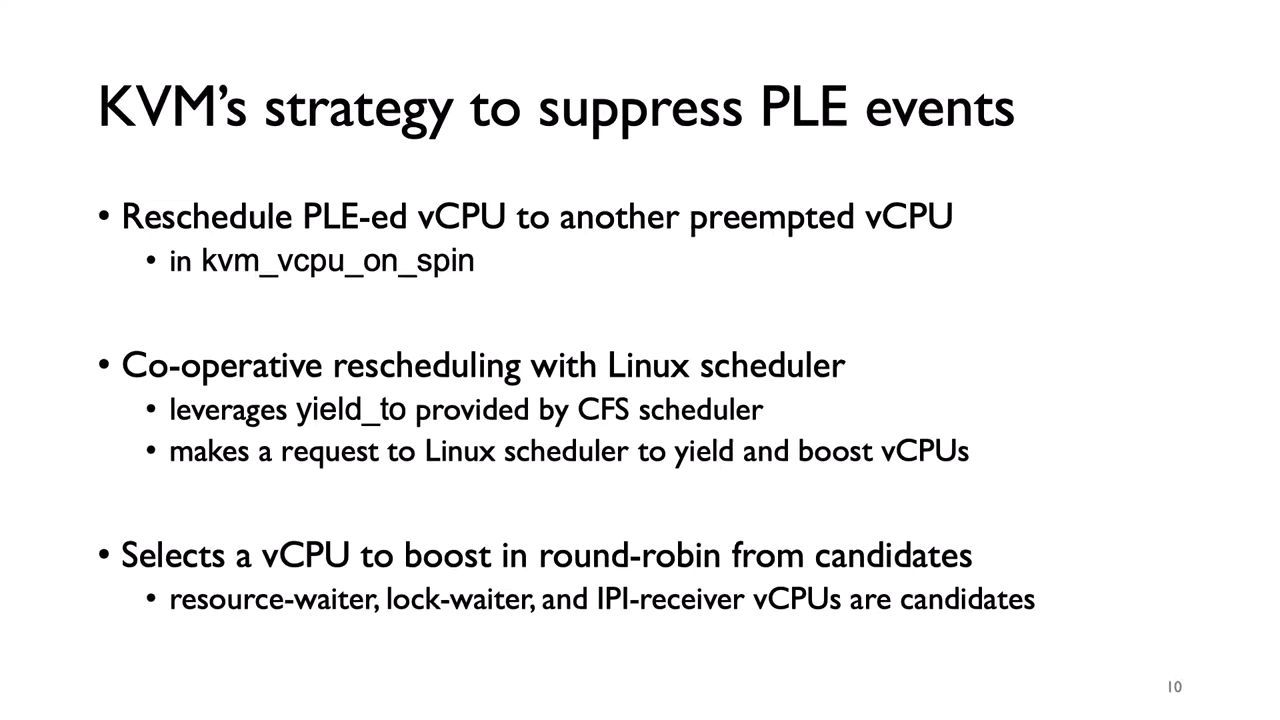 KVM's strategy to suppress PLE events
• Reschedule PLE-ed vCPU to another preempted vCPU
• in kvm_vcpu_on_spin
• Co-operative rescheduling with Linux scheduler
• leverages yield_to provided by CFS scheduler
• makes a request to Linux scheduler to yield and boost vCPUs
• Selects a vCPU to boost in round-robin from candidates
• resource-waiter, lock-waiter, and IPI-receiver vCPUs are candidates
10